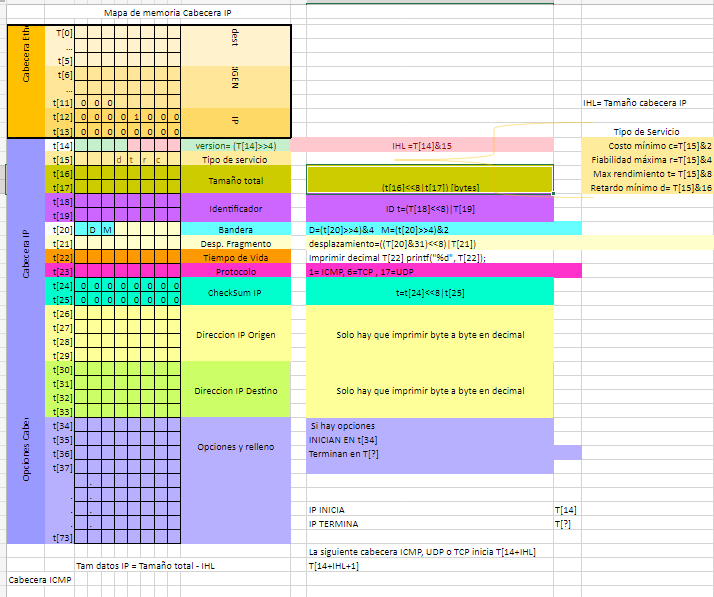 Mapa de memoria Cabecera IP
Cabecera Ethe
T[0]
...
t[5]
dest
t[6]
...
t[11] 0 0 0
IGEN
IHL= Tamaño cabecera IP
t[12] 0 0 0 0 1 0 0 0
t[13] 0 0 0 0 0 0 0 0
IP
Tipo de Servicio
Cabecera IP
t[14] version= (T[14]>>4) IHL =T[14]&15 Costo mínimo c=T[15]&2
t[15] d t r c Tipo de servicio Fiabilidad máxima r=T[15]&4
t[16] Max rendimiento t= T[15]&8
t[17] Tamaño total (t[16]<<8|t[17]) [bytes] Retardo mínimo d= T[15]&16
t[18]
t[19] Identificador ID t=(T[18]<<8)|T[19]
t[20] D M Bandera D=(t[20]>>4)&4 M=(t[20]>>4)&2
t[21] Desp. Fragmento desplazamiento=((T[20]&31)<<8)|T[21])
t[22] Tiempo de Vida Imprimir decimal T[22] printf("%d", T[22]);
t[23] Protocolo 1= ICMP, 6=TCP , 17=UDP
t[24] 0 0 0 0 0 0 0 0
t[25] 0 0 0 0 0 0 0 0
CheckSum IP t=t[24]<<8|t[25]
t[26]
t[27]
t[28]
t[29]
Direccion IP Origen Solo hay que imprimir byte a byte en decimal
t[30]
t[31]
t[32]
t[33]
Direccion IP Destino Solo hay que imprimir byte a byte en decimal
Opciones Caber
t[34] Si hay opciones
t[35] INICIAN EN t[34]
t[36] Terminan en T[?]
t[37]
Opciones y relleno
. .
. . IP INICIA T[14]
. . IP TERMINA T[?]
t[73]
La siguiente cabecera ICMP, UDP o TCP inicia T[14+IHL]
Tam datos IP = Tamaño total - IHL T[14+IHL+1]
Cabecera ICMP